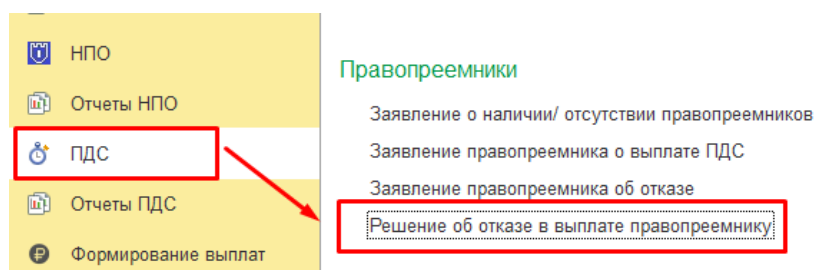 НПО
Отчеты НПО
ПДС
Отчеты ПДС
Формирование выплат
Правопреемники
Заявление о наличии/ отсутствии правопреемников
Заявление правопреемника о выплате ПДС
Заявление правопреемника об отказе
Решение об отказе в выплате правопреемнику